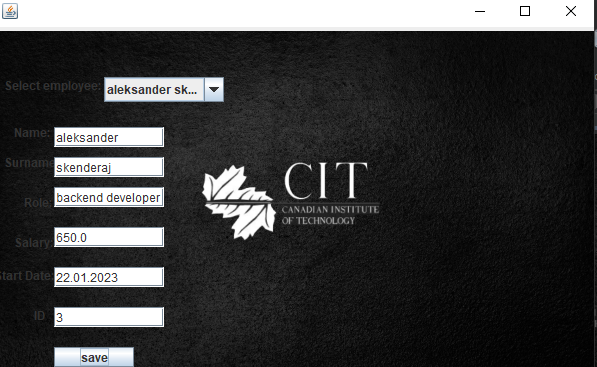 Select employee: aleksander sk...
Name: aleksander
Surname skenderaj
Role: backend developer
Salary: 650.0
Start Date: 22.01.2023
ID 3
save
CIT
CANADIAN INSTITUTE
OF TECHNOLOGY